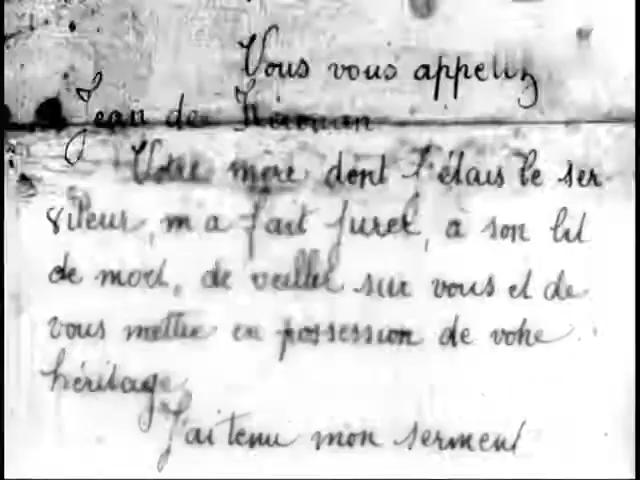 Vous vous appelez
Jean de Kerouan
Votre mère dont j'étais le ser-
viteur, m'a fait jurer, à son lit
de mort, de veiller sur vous et de
vous mettre en possession de votre
héritage.
J'ai tenu mon serment